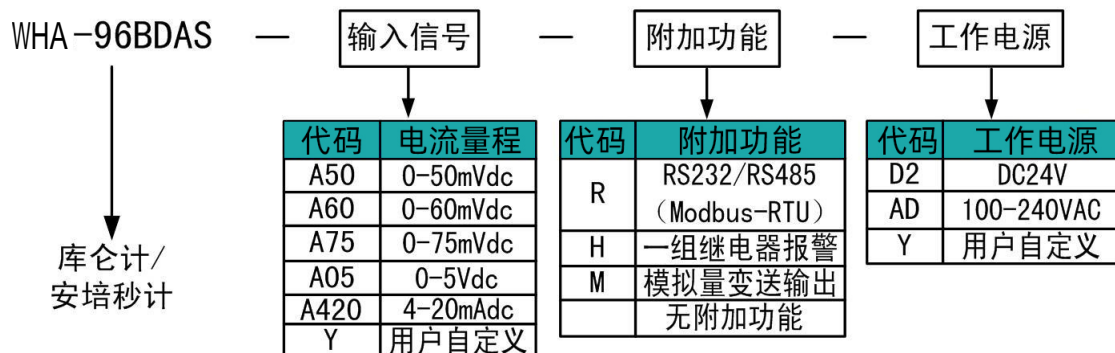 WHA-96BDAS — 输入信号 — 附加功能 — 工作电源
库仑计/
安培秒计
代码 电流量程
A50 0-50mVdc
A60 0-60mVdc
A75 0-75mVdc
A05 0-5Vdc
A420 4-20mAdc
Y 用户自定义
代码 附加功能
R RS232/RS485
（Modbus-RTU）
H 一组继电器报警
M 模拟量变送输出
无附加功能
代码 工作电源
D2 DC24V
AD 100-240VAC
Y 用户自定义